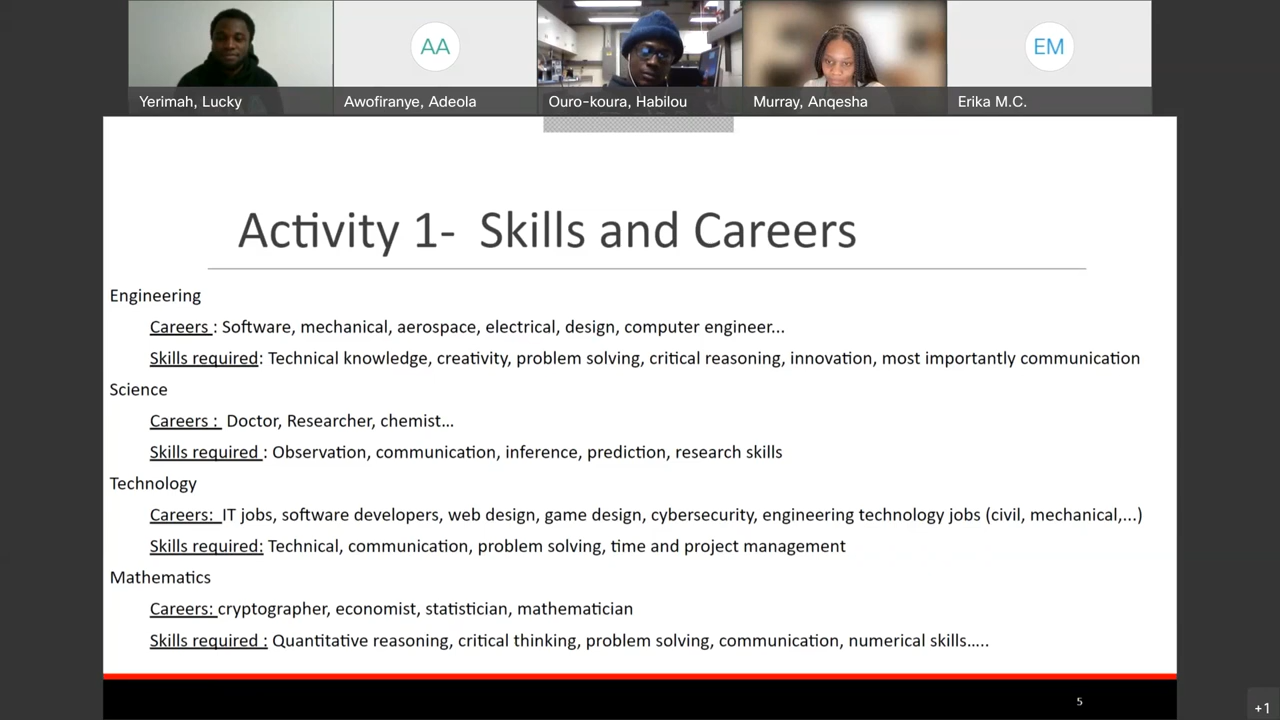 AA
EM
Yerimah, Lucky
Awofiranye, Adeola
Ouro-koura, Habilou
Murray, Anqesha
Erika M.C.
Activity 1-  Skills and Careers
Engineering
Careers : Software, mechanical, aerospace, electrical, design, computer engineer...
Skills required: Technical knowledge, creativity, problem solving, critical reasoning, innovation, most importantly communication
Science
Careers :  Doctor, Researcher, chemist...
Skills required : Observation, communication, inference, prediction, research skills
Technology
Careers:  IT jobs, software developers, web design, game design, cybersecurity, engineering technology jobs (civil, mechanical,...)
Skills required: Technical, communication, problem solving, time and project management
Mathematics
Careers: cryptographer, economist, statistician, mathematician
Skills required : Quantitative reasoning, critical thinking, problem solving, communication, numerical skills.....
5
+1